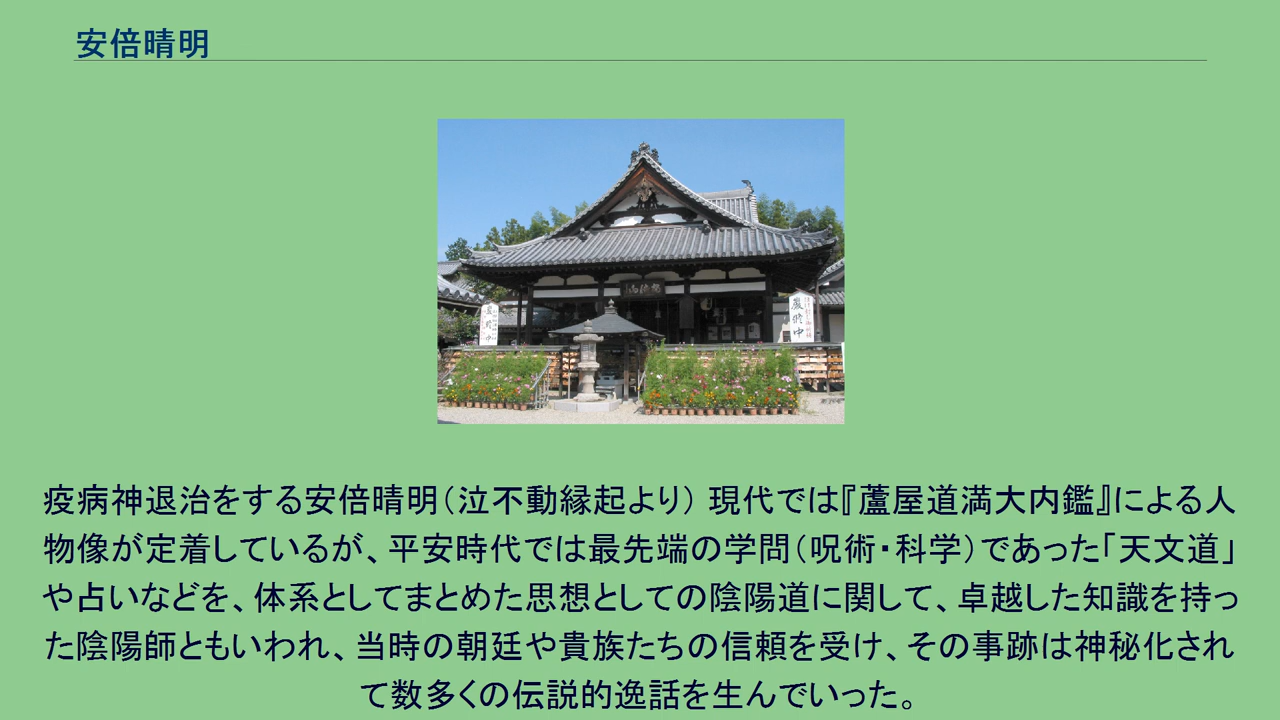 安倍晴明
厳修中
厳修中
疫病神退治をする安倍晴明（泣不動縁起より） 現代では『蘆屋道満大内鑑』による人
物像が定着しているが、平安時代では最先端の学問（呪術・科学）であった「天文道」
や占いなどを、体系としてまとめた思想としての陰陽道に関して、卓越した知識を持っ
た陰陽師ともいわれ、当時の朝廷や貴族たちの信頼を受け、その事跡は神秘化され
て数多くの伝説的逸話を生んでいった。